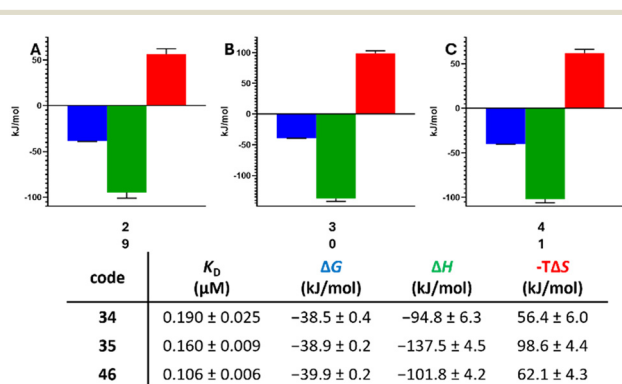 A
B
C
50
0
-50
-100
kJ/mol
100
50
0
-50
-100
kJ/mol
50
0
-50
-100
kJ/mol
2 3 4
9 0 1
code KD (µM) ΔG (kJ/mol) ΔH (kJ/mol) -TΔS (kJ/mol)
34 0.190 ± 0.025 −38.5 ± 0.4 −94.8 ± 6.3 56.4 ± 6.0
35 0.160 ± 0.009 −38.9 ± 0.2 −137.5 ± 4.5 98.6 ± 4.4
46 0.106 ± 0.006 −39.9 ± 0.2 −101.8 ± 4.2 62.1 ± 4.3